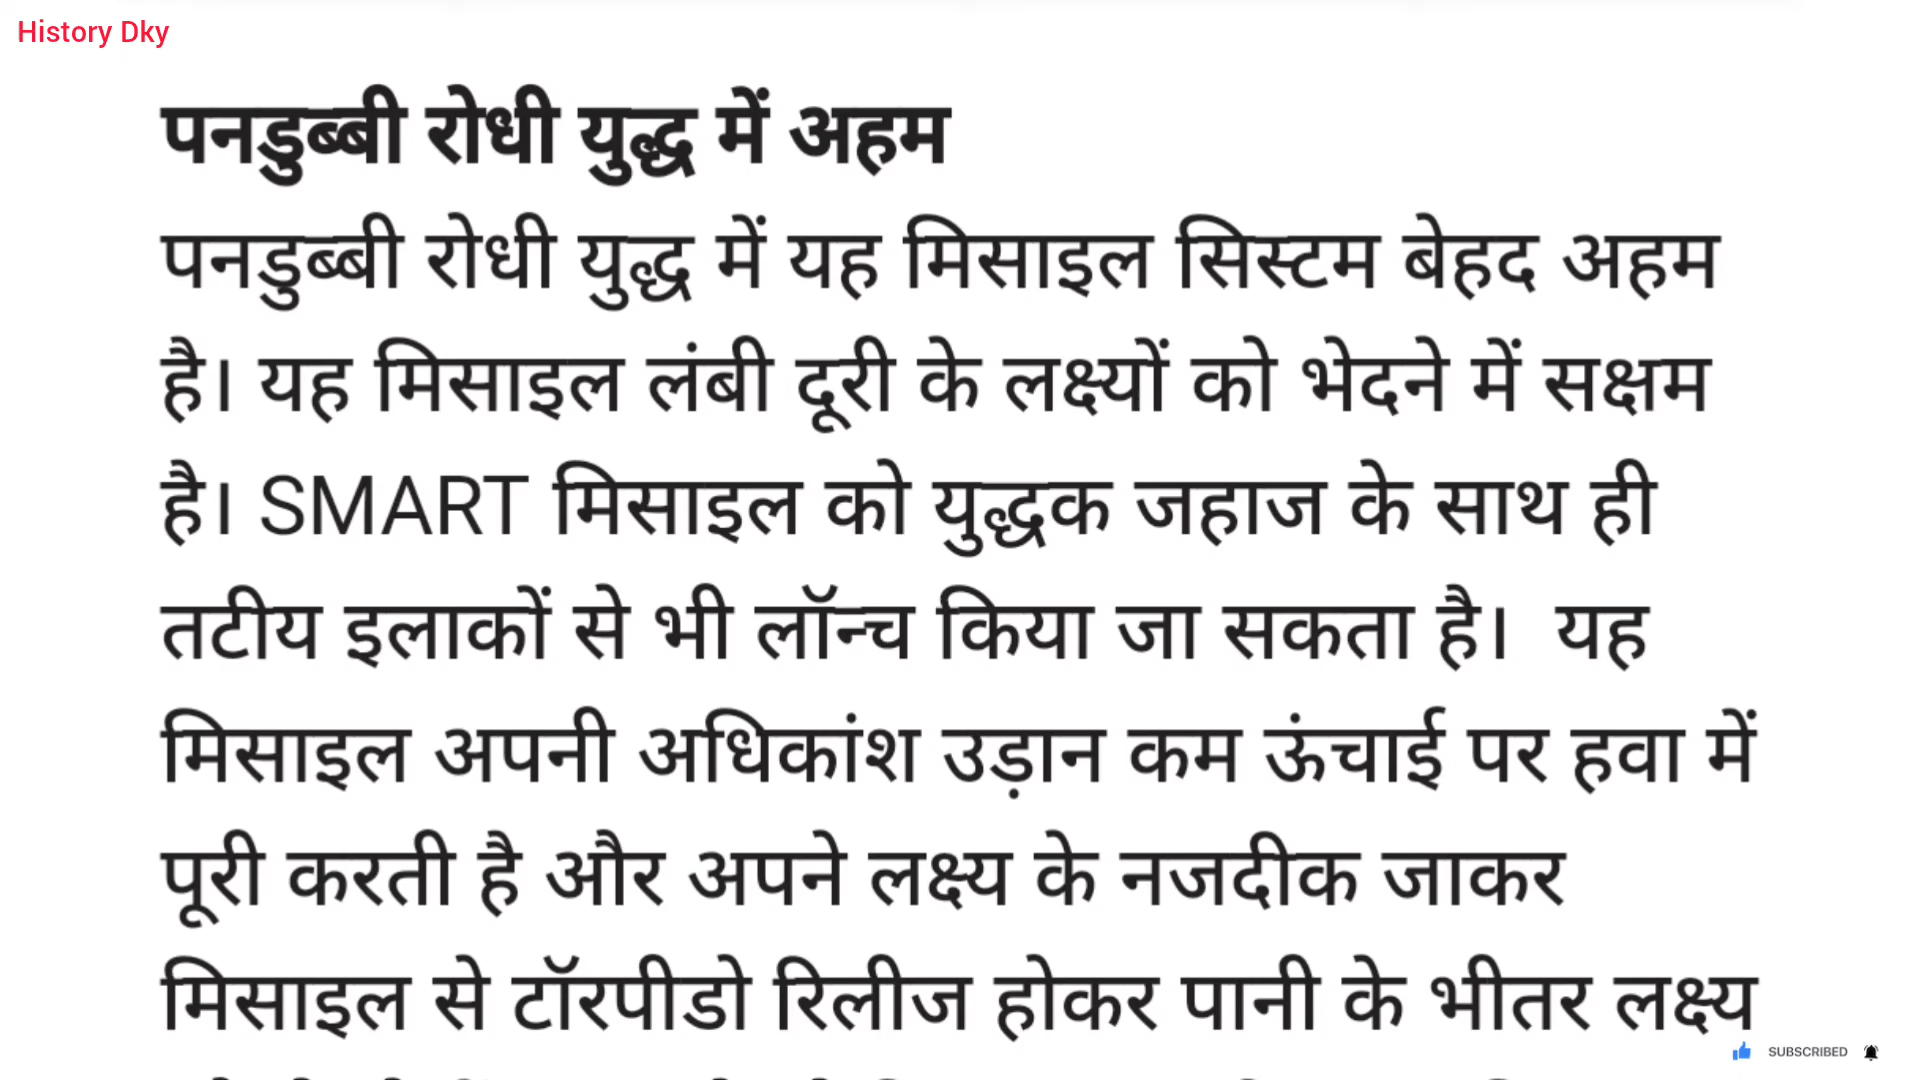 History Dky
पनडुब्बी रोधी युद्ध में अहम
पनडुब्बी रोधी युद्ध में यह मिसाइल सिस्टम बेहद अहम
है। यह मिसाइल लंबी दूरी के लक्ष्यों को भेदने में सक्षम
है। SMART मिसाइल को युद्धक जहाज के साथ ही
तटीय इलाकों से भी लॉन्च किया जा सकता है।  यह
मिसाइल अपनी अधिकांश उड़ान कम ऊंचाई पर हवा में
पूरी करती है और अपने लक्ष्य के नजदीक जाकर
मिसाइल से टॉरपीडो रिलीज होकर पानी के भीतर लक्ष्य
SUBSCRIBED